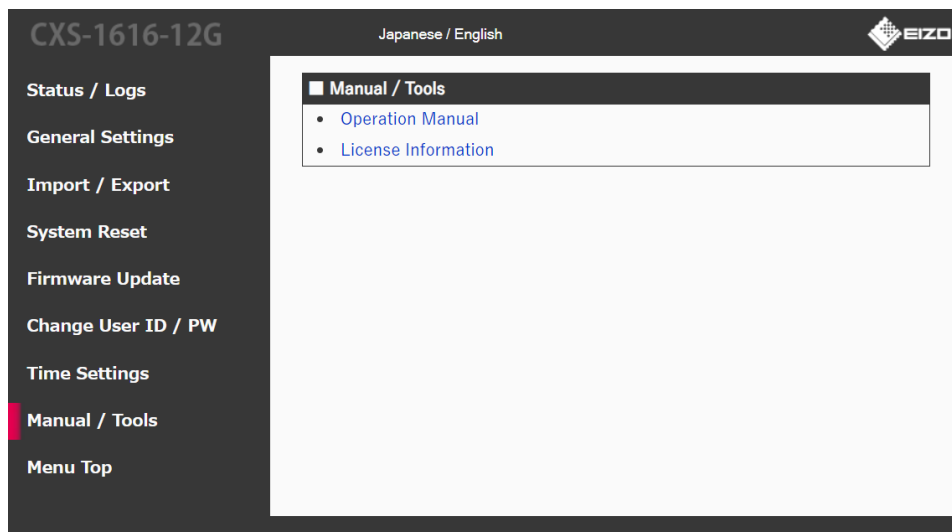 CXS-1616-12G
Japanese / English
EIZO
Status / Logs
General Settings
Import / Export
System Reset
Firmware Update
Change User ID / PW
Time Settings
Manual / Tools
Menu Top
■ Manual / Tools
• Operation Manual
• License Information